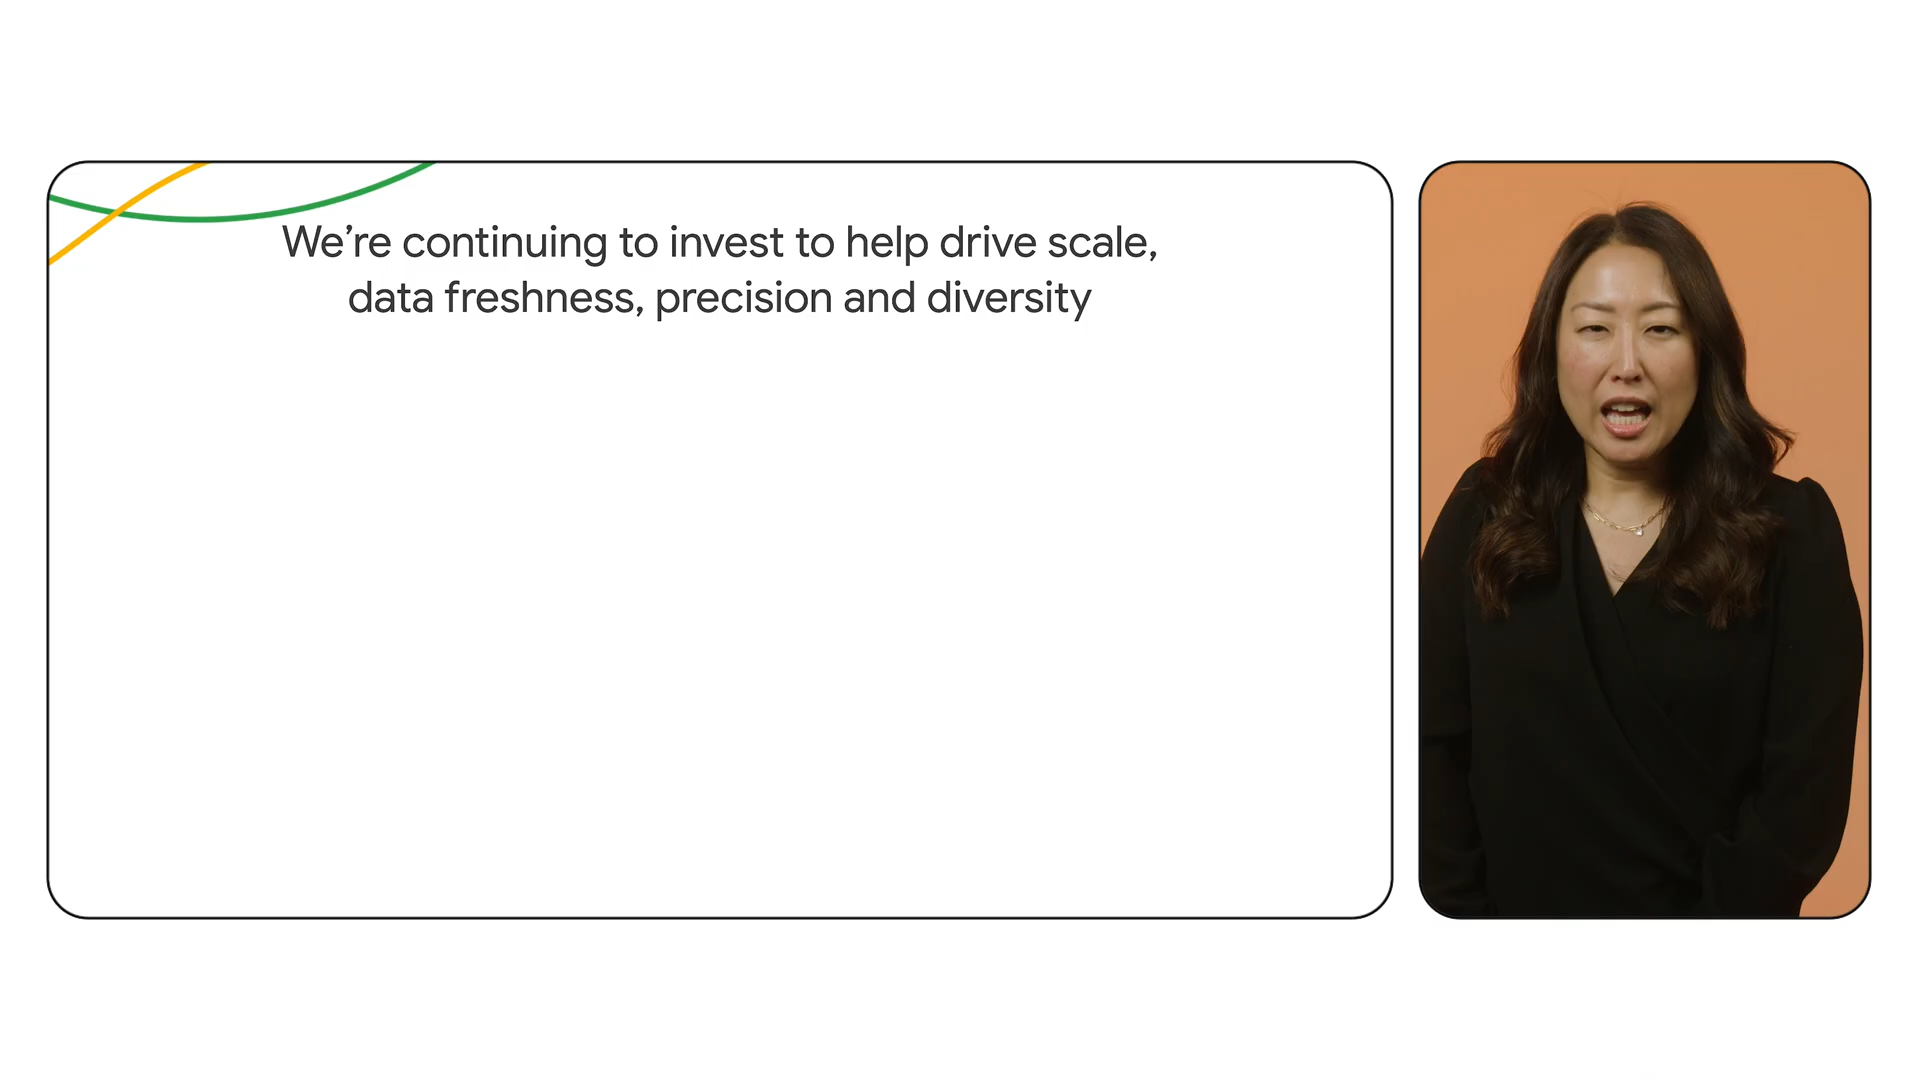 We’re continuing to invest to help drive scale,
data freshness, precision and diversity